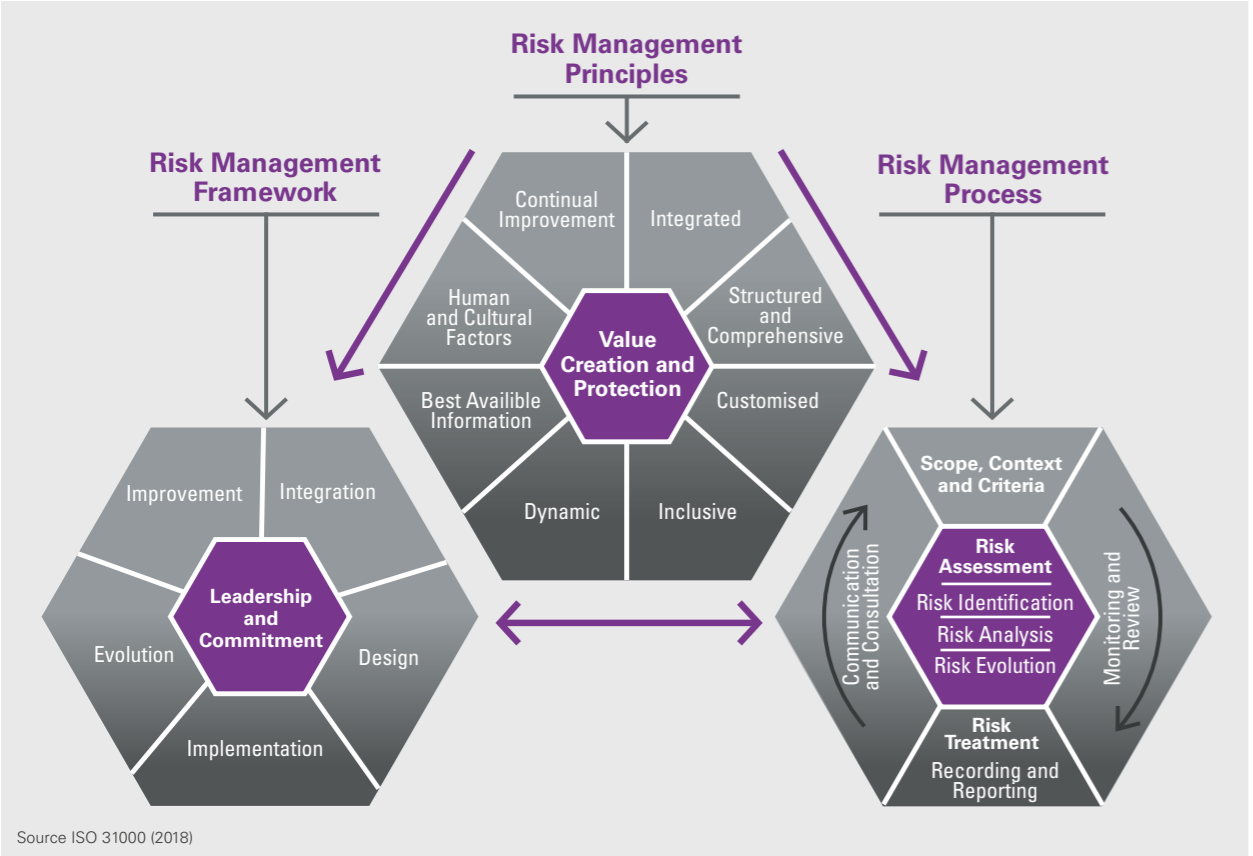 Risk Management
Principles
Risk Management
Framework
Risk Management
Process
Continual
Improvement
Integrated
Human
and Cultural
Factors
Structured
and
Comprehensive
Value
Creation and
Protection
Best Availible
Information
Customised
Dynamic
Inclusive
Improvement
Integration
Leadership
and
Commitment
Evolution
Design
Implementation
Scope, Context
and Criteria
Risk
Assessment
Risk Identification
Risk Analysis
Risk Evolution
Communication
and Consultation
Monitoring and
Review
Risk
Treatment
Recording and
Reporting
Source ISO 31000 (2018)